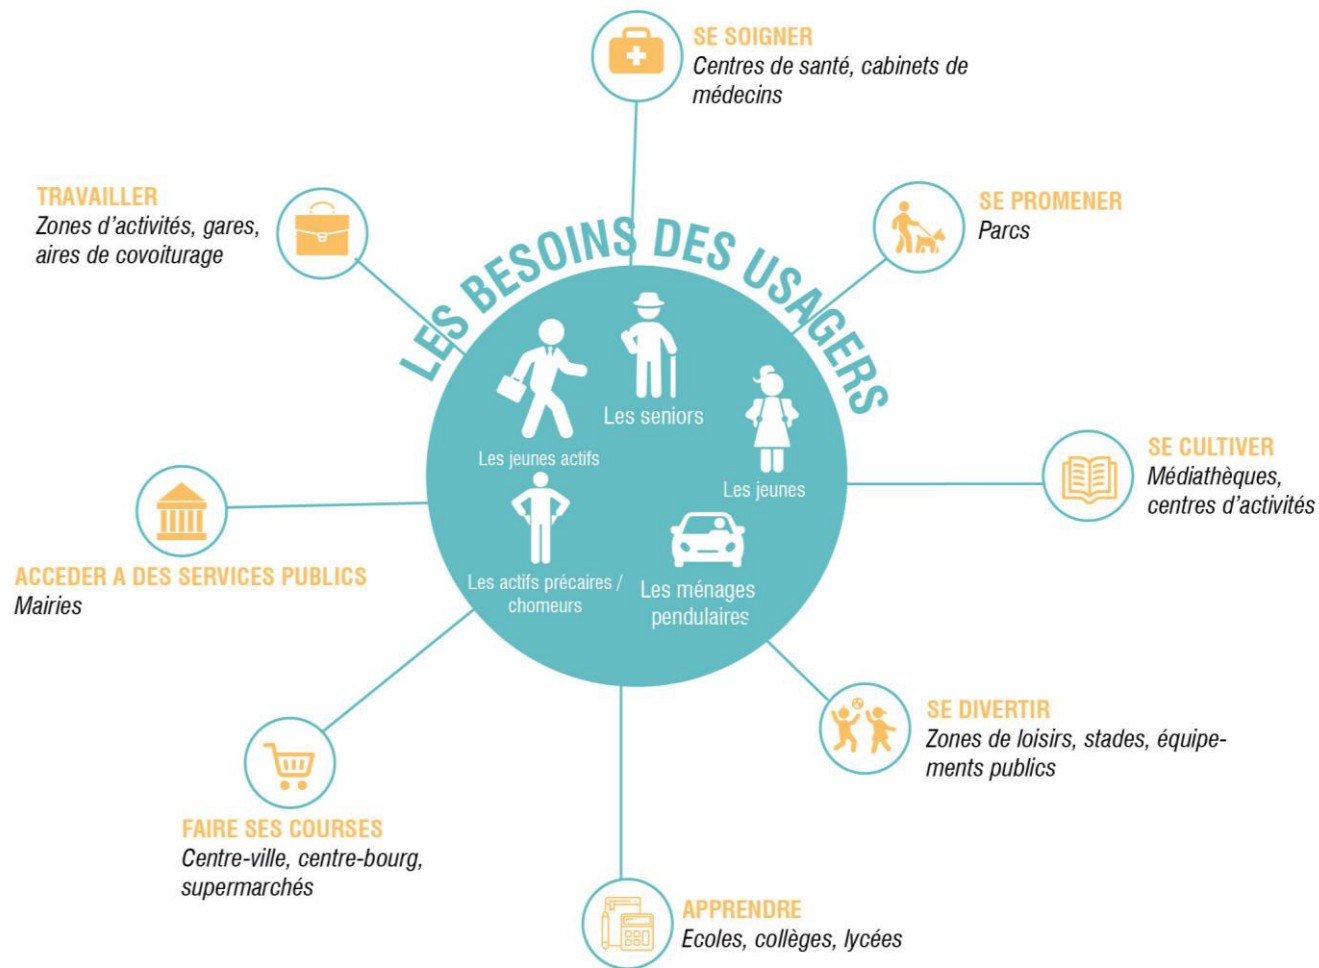 SE SOIGNER
Centres de santé, cabinets de
médecins
TRAVAILLER
Zones d'activités, gares,
aires de covoiturage
SE PROMENER
Parcs
LES BESOINS DES USAGERS
Les seniors
Les jeunes actifs
Les jeunes
SE CULTIVER
Médiathèques,
centres d'activités
ACCEDER A DES SERVICES PUBLICS
Mairies
Les actifs précaires /
chomeurs
Les ménages
pendulaires
SE DIVERTIR
Zones de loisirs, stades, équipe-
ments publics
FAIRE SES COURSES
Centre-ville, centre-bourg,
supermarchés
APPRENDRE
Ecoles, collèges, lycées